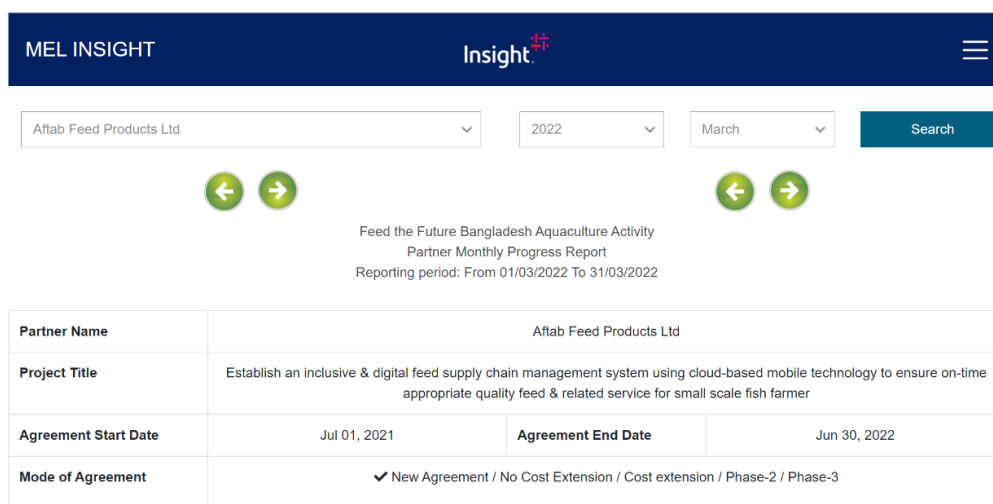 MEL INSIGHT
Insight.
Aftab Feed Products Ltd
2022
March
Search
Feed the Future Bangladesh Aquaculture Activity
Partner Monthly Progress Report
Reporting period: From 01/03/2022 To 31/03/2022
Partner Name
Aftab Feed Products Ltd
Project Title
Establish an inclusive & digital feed supply chain management system using cloud-based mobile technology to ensure on-time
appropriate quality feed & related service for small scale fish farmer
Agreement Start Date
Jul 01, 2021
Agreement End Date
Jun 30, 2022
Mode of Agreement
✔ New Agreement / No Cost Extension / Cost extension / Phase-2 / Phase-3